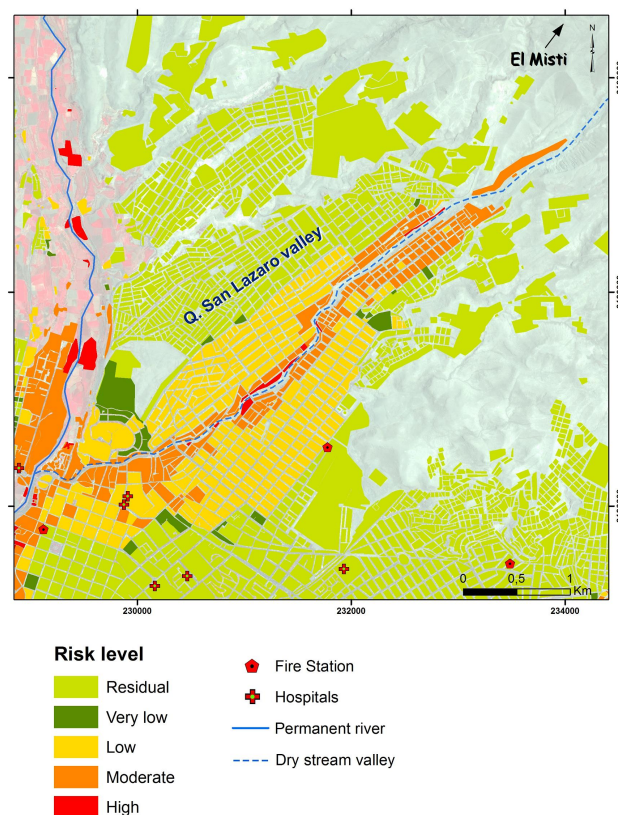 N
El Misti
Q. San Lazaro valley
0 0,5 1
Km
230000 232000 234000
Risk level
Residual
Very low
Low
Moderate
High
Fire Station
Hospitals
Permanent river
Dry stream valley